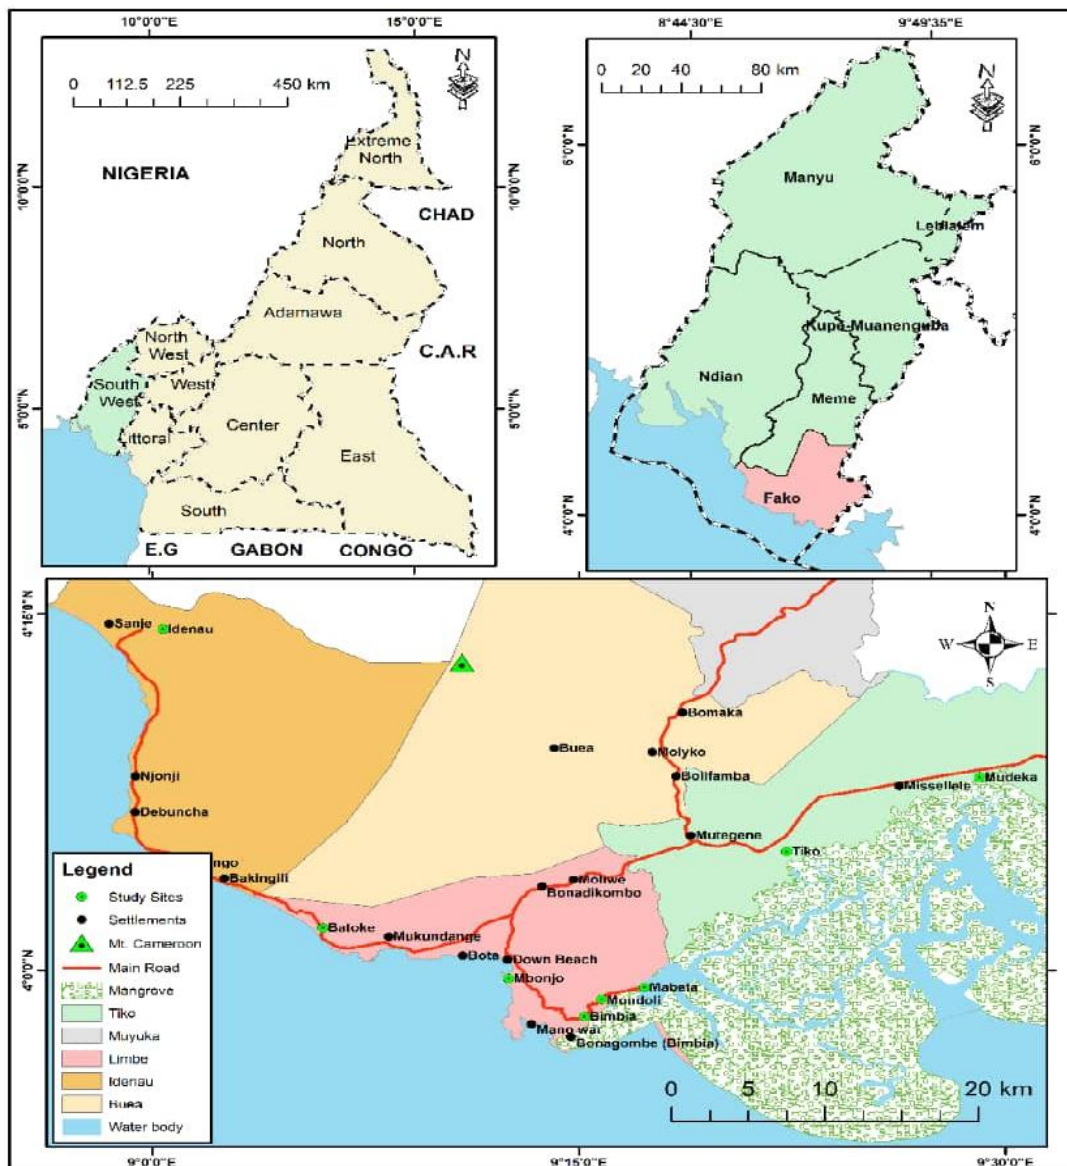 10°0'0"E
15°0'0"E
8°44'30"E
9°49'35"E
N
0 112.5 225 450 km
NIGERIA
Extreme
North
CHAD
North
Adamawa
C.A.R
North
West
South
West
West
Littoral
Center
East
South
E.G
GABON
CONGO
10°0'0"N
5°0'0"N
10°0'0"N
5°0'0"N
N
0 20 40 80 km
Manyu
Lebialem
Kupe-Muanenguba
Ndian
Meme
Fako
6°0'0"N
4°0'0"N
6°0'0"N
4°0'0"N
4°15'0"N
4°0'0"N
N
W E
S
Sanje
Idenau
Bomaka
Buea
Molyko
Bolifamba
Njonji
Missellele
Mudeka
Debuncha
Mutegene
Tiko
ngo
Bakingili
Moliwe
Bonadikombo
Batoke
Mukundange
Bota
Down Beach
Mbonjo
Mabeta
Mondoli
Bimbia
Mano war
Bonagombe (Bimbia)
0 5 10 20 km
Legend
Study Sites
Settlements
Mt. Cameroon
Main Road
Mangrove
Tiko
Muyuka
Limbe
Idenau
Buea
Water body
9°0'0"E
9°15'0"E
9°30'0"E